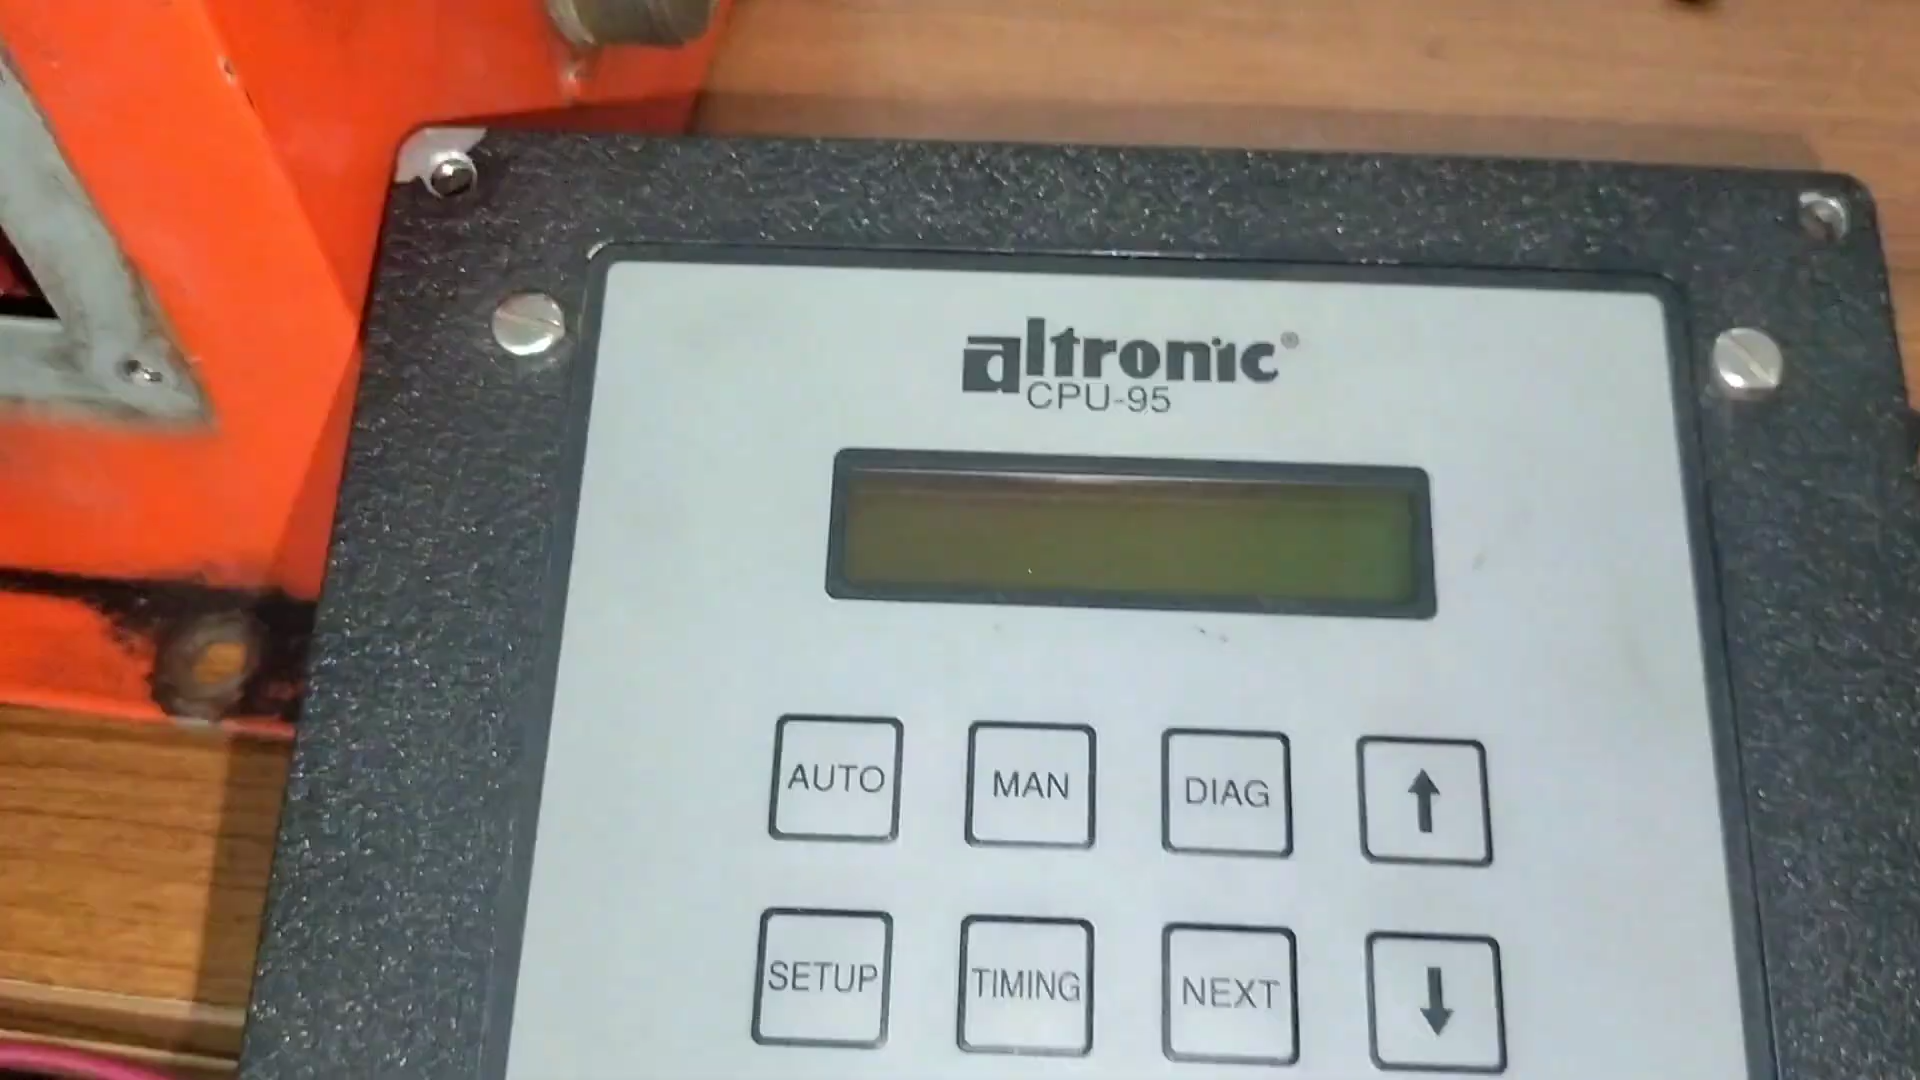 altronic®
CPU-95
AUTO MAN DIAG ↑
SETUP TIMING NEXT ↓